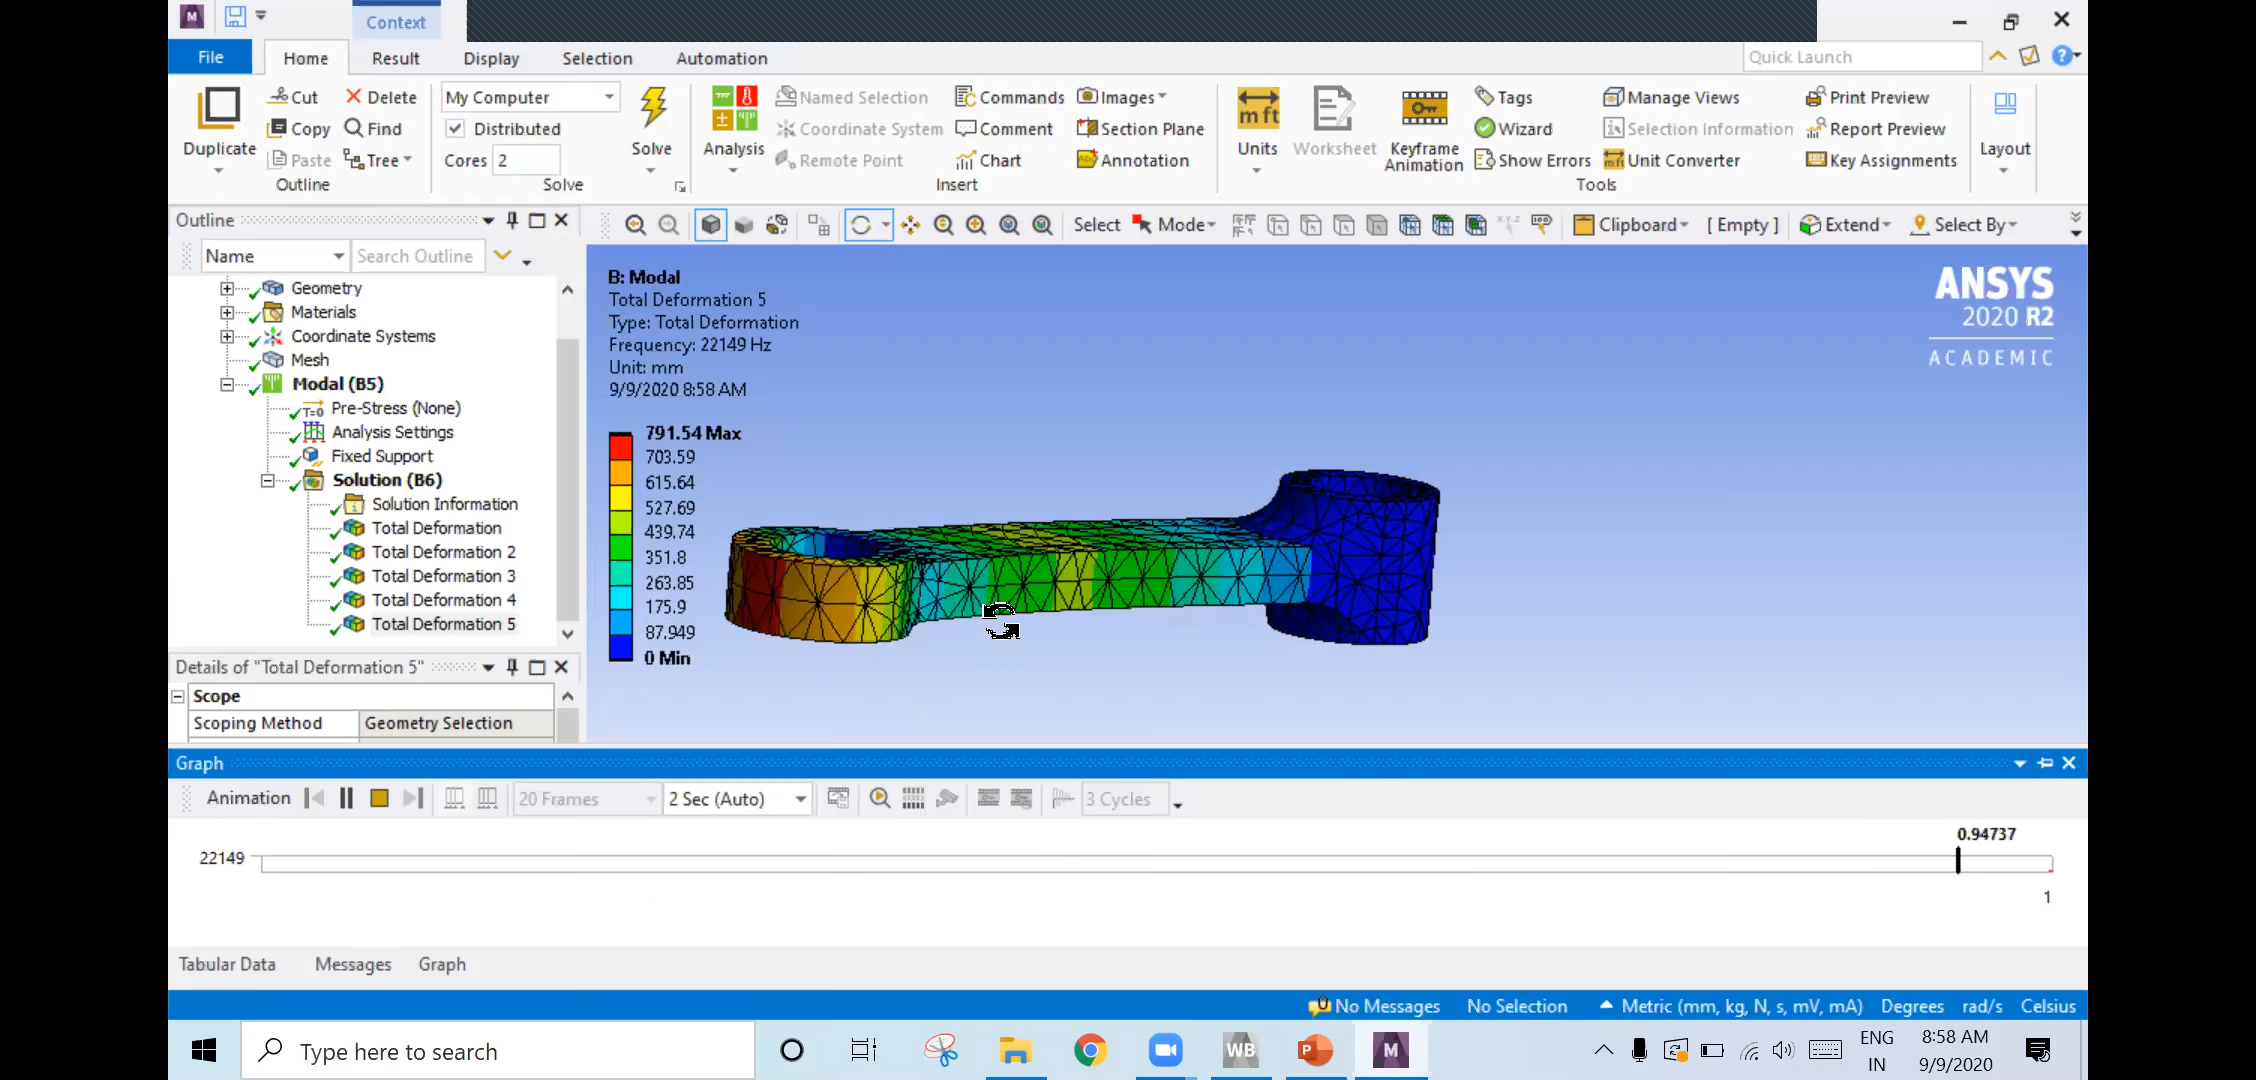 M
Context
File
Home
Result
Display
Selection
Automation
Quick Launch
Duplicate
Cut
Copy
Paste
Delete
Find
Tree
Outline
My Computer
Distributed
Cores 2
Solve
Solve
Analysis
Named Selection
Coordinate System
Remote Point
Commands
Comment
Chart
Images
Section Plane
Annotation
Insert
Units
Worksheet
Keyframe
Animation
Tags
Wizard
Show Errors
Manage Views
Selection Information
Unit Converter
Print Preview
Report Preview
Key Assignments
Tools
Layout
Outline
Name
Search Outline
Select
Mode
Clipboard
[ Empty ]
Extend
Select By
Geometry
Materials
Coordinate Systems
Mesh
Modal (B5)
Pre-Stress (None)
Analysis Settings
Fixed Support
Solution (B6)
Solution Information
Total Deformation
Total Deformation 2
Total Deformation 3
Total Deformation 4
Total Deformation 5
Details of "Total Deformation 5"
Scope
Scoping Method
Geometry Selection
B: Modal
Total Deformation 5
Type: Total Deformation
Frequency: 22149 Hz
Unit: mm
9/9/2020 8:58 AM
791.54 Max
703.59
615.64
527.69
439.74
351.8
263.85
175.9
87.949
0 Min
ANSYS
2020 R2
ACADEMIC
Graph
Animation
20 Frames
2 Sec (Auto)
3 Cycles
0.94737
22149
1
Tabular Data
Messages
Graph
No Messages
No Selection
Metric (mm, kg, N, s, mV, mA)
Degrees
rad/s
Celsius
Type here to search
WB
P
M
ENG
IN
8:58 AM
9/9/2020